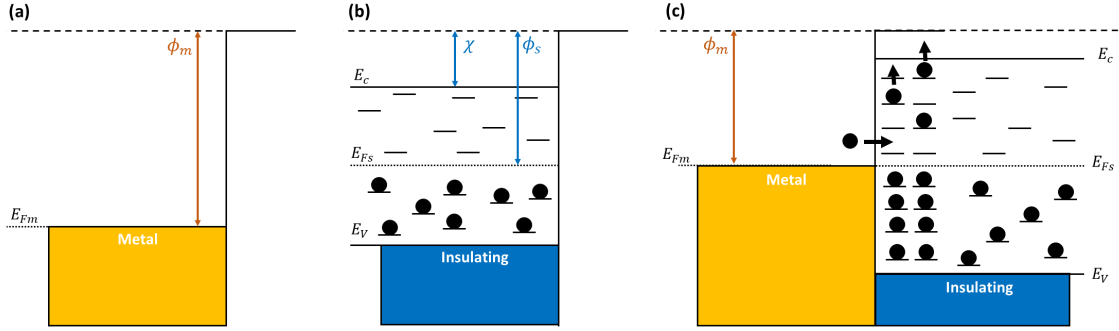 (a)
ϕm
EFm
Metal
(b)
χ
ϕs
Ec
EFs
EV
Insulating
(c)
ϕm
Ec
EFm
EFs
Metal
EV
Insulating